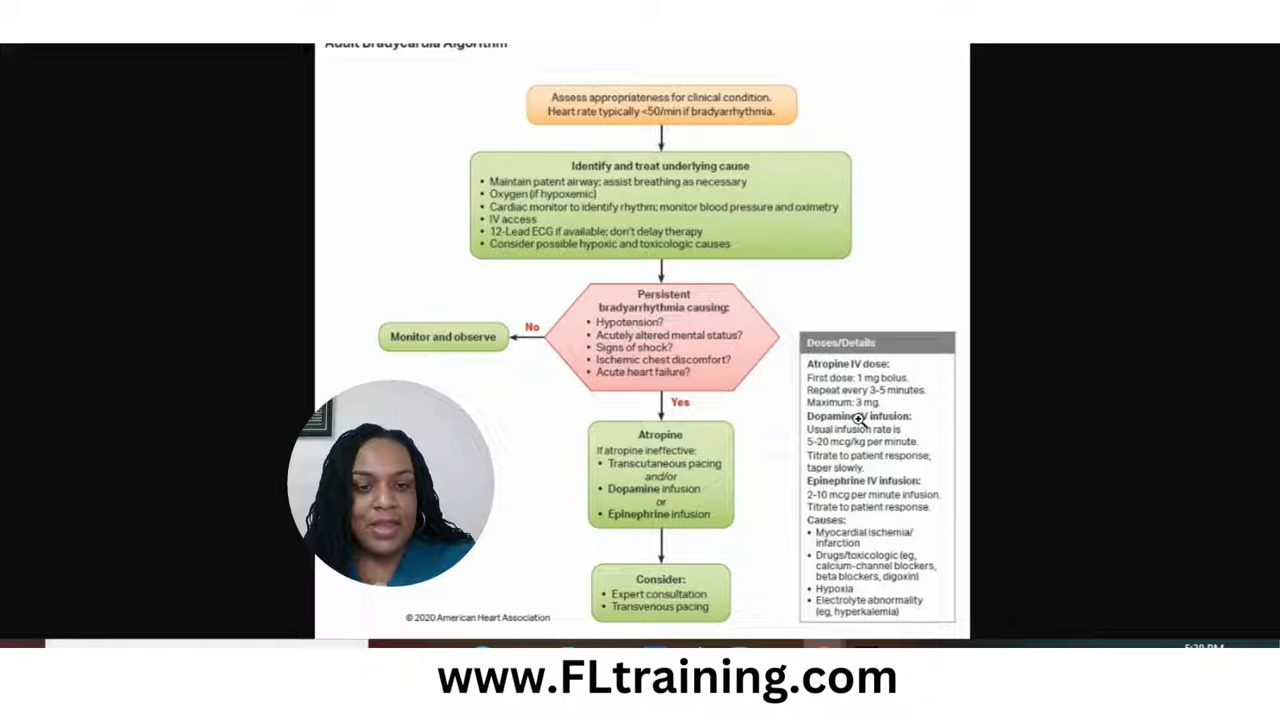 Adult Bradycardia Algorithm
Assess appropriateness for clinical condition.
Heart rate typically <50/min if bradyarrhythmia.
Identify and treat underlying cause
• Maintain patent airway; assist breathing as necessary
• Oxygen (if hypoxemic)
• Cardiac monitor to identify rhythm; monitor blood pressure and oximetry
• IV access
• 12-Lead ECG if available; don't delay therapy
• Consider possible hypoxic and toxicologic causes
Persistent
bradyarrhythmia causing:
• Hypotension?
• Acutely altered mental status?
• Signs of shock?
• Ischemic chest discomfort?
• Acute heart failure?
No
Monitor and observe
Yes
Atropine
If atropine ineffective:
• Transcutaneous pacing
and/or
• Dopamine infusion
or
• Epinephrine infusion
Consider:
• Expert consultation
• Transvenous pacing
Doses/Details
Atropine IV dose:
First dose: 1 mg bolus.
Repeat every 3-5 minutes.
Maximum: 3 mg.
Dopamine IV infusion:
Usual infusion rate is
5-20 mcg/kg per minute.
Titrate to patient response;
taper slowly.
Epinephrine IV infusion:
2-10 mcg per minute infusion.
Titrate to patient response.
Causes:
• Myocardial ischemia/
infarction
• Drugs/toxicologic (eg,
calcium-channel blockers,
beta blockers, digoxin)
• Hypoxia
• Electrolyte abnormality
(eg, hyperkalemia)
© 2020 American Heart Association
www.FLtraining.com